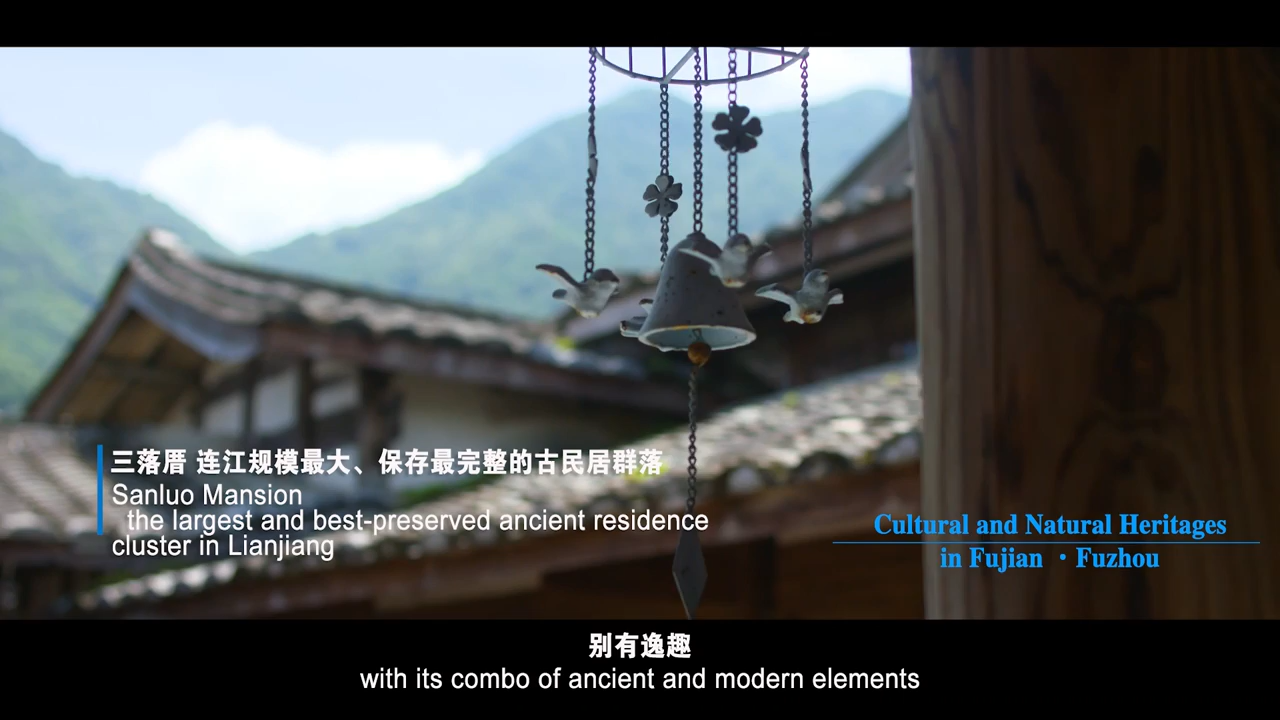 三落厝 连江规模最大、保存最完整的古民居群落
Sanluo Mansion
the largest and best-preserved ancient residence
cluster in Lianjiang
Cultural and Natural Heritages
in Fujian ・Fuzhou
别有逸趣
with its combo of ancient and modern elements